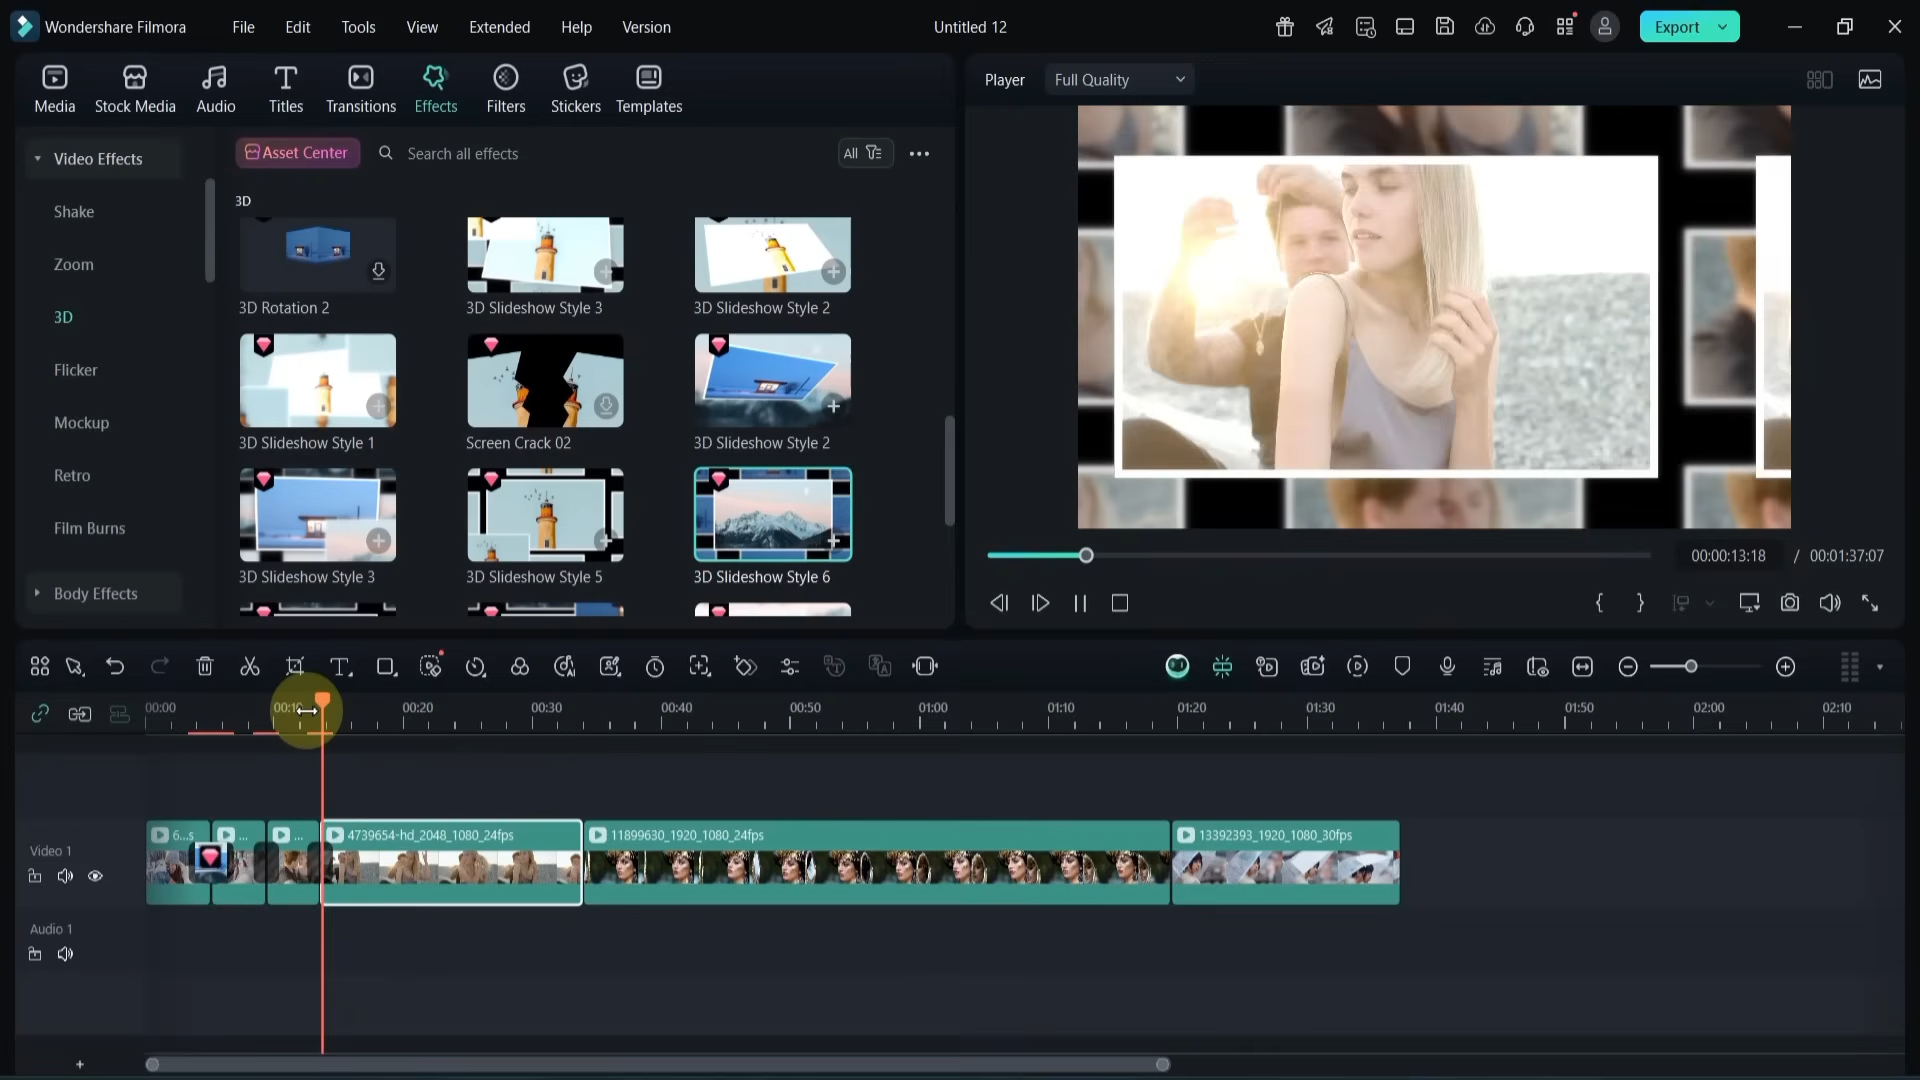 Wondershare Filmora
File
Edit
Tools
View
Extended
Help
Version
Untitled 12
Export
Media
Stock Media
Audio
Titles
Transitions
Effects
Filters
Stickers
Templates
Player
Full Quality
Video Effects
Shake
Zoom
3D
Flicker
Mockup
Retro
Film Burns
Body Effects
Asset Center
Search all effects
All
3D
3D Rotation 2
3D Slideshow Style 3
3D Slideshow Style 2
3D Slideshow Style 1
Screen Crack 02
3D Slideshow Style 2
3D Slideshow Style 3
3D Slideshow Style 5
3D Slideshow Style 6
00:00:13:18 / 00:01:37:07
00:00
00:10
00:20
00:30
00:40
00:50
01:00
01:10
01:20
01:30
01:40
01:50
02:00
02:10
Video 1
6...s
...
...
4739654-hd_2048_1080_24fps
11899630_1920_1080_24fps
13392393_1920_1080_30fps
Audio 1